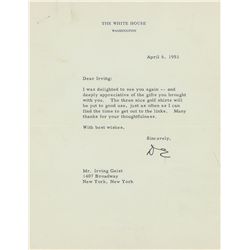 THE WHITE HOUSE
WASHINGTON
April 6, 1953
Dear Irving:
I was delighted to see you again -- and
deeply appreciative of the gifts you brought
with you. The three nice golf shirts will
be put to good use, just as often as I can
find the time to get out to the links. Many
thanks for your thoughtfulness.
With best wishes,
Sincerely,
DE
Mr. Irving Geist
1407 Broadway
New York, New York